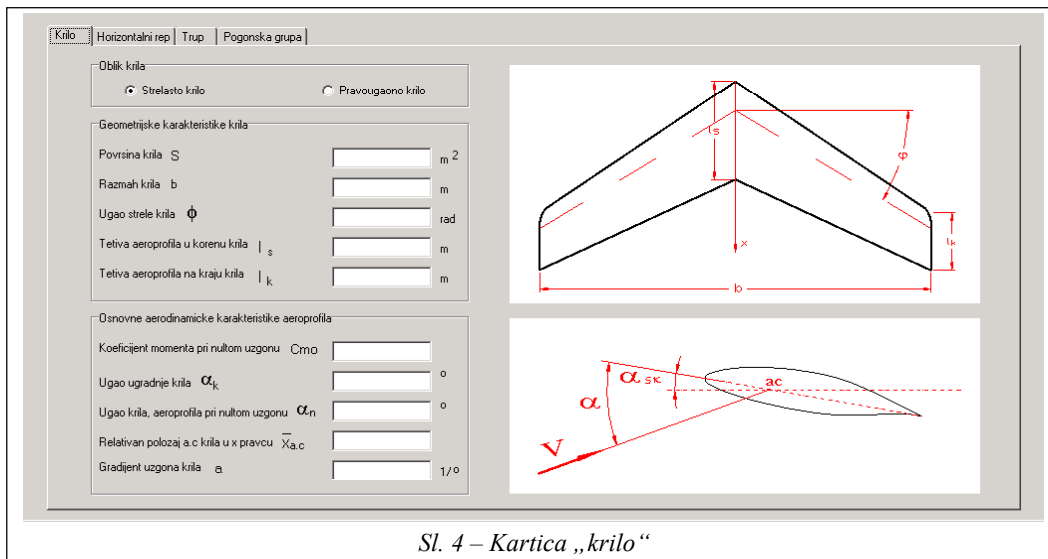 Krilo Horizontalni rep Trup Pogonska grupa
Oblik krila
Strelasto krilo Pravougaono krilo
Geometrijske karakteristike krila
Povrsina krila S m 2
Razmah krila b m
Ugao strele krila ϕ rad
Tetiva aeroprofila u korenu krila l s m
Tetiva aeroprofila na kraju krila l k m
Osnovne aerodinamicke karakteristike aeroprofila
Koeficijent momenta pri nultom uzgonu Cmo
Ugao ugradnje krila αk o
Ugao krila, aeroprofila pri nultom uzgonu αn o
Relativan polozaj a.c krila u x pravcu X̅a.c
Gradijent uzgona krila a 1/o
ls
φ
x
lk
b
α sk
ac
α
V
Sl. 4 – Kartica „krilo“